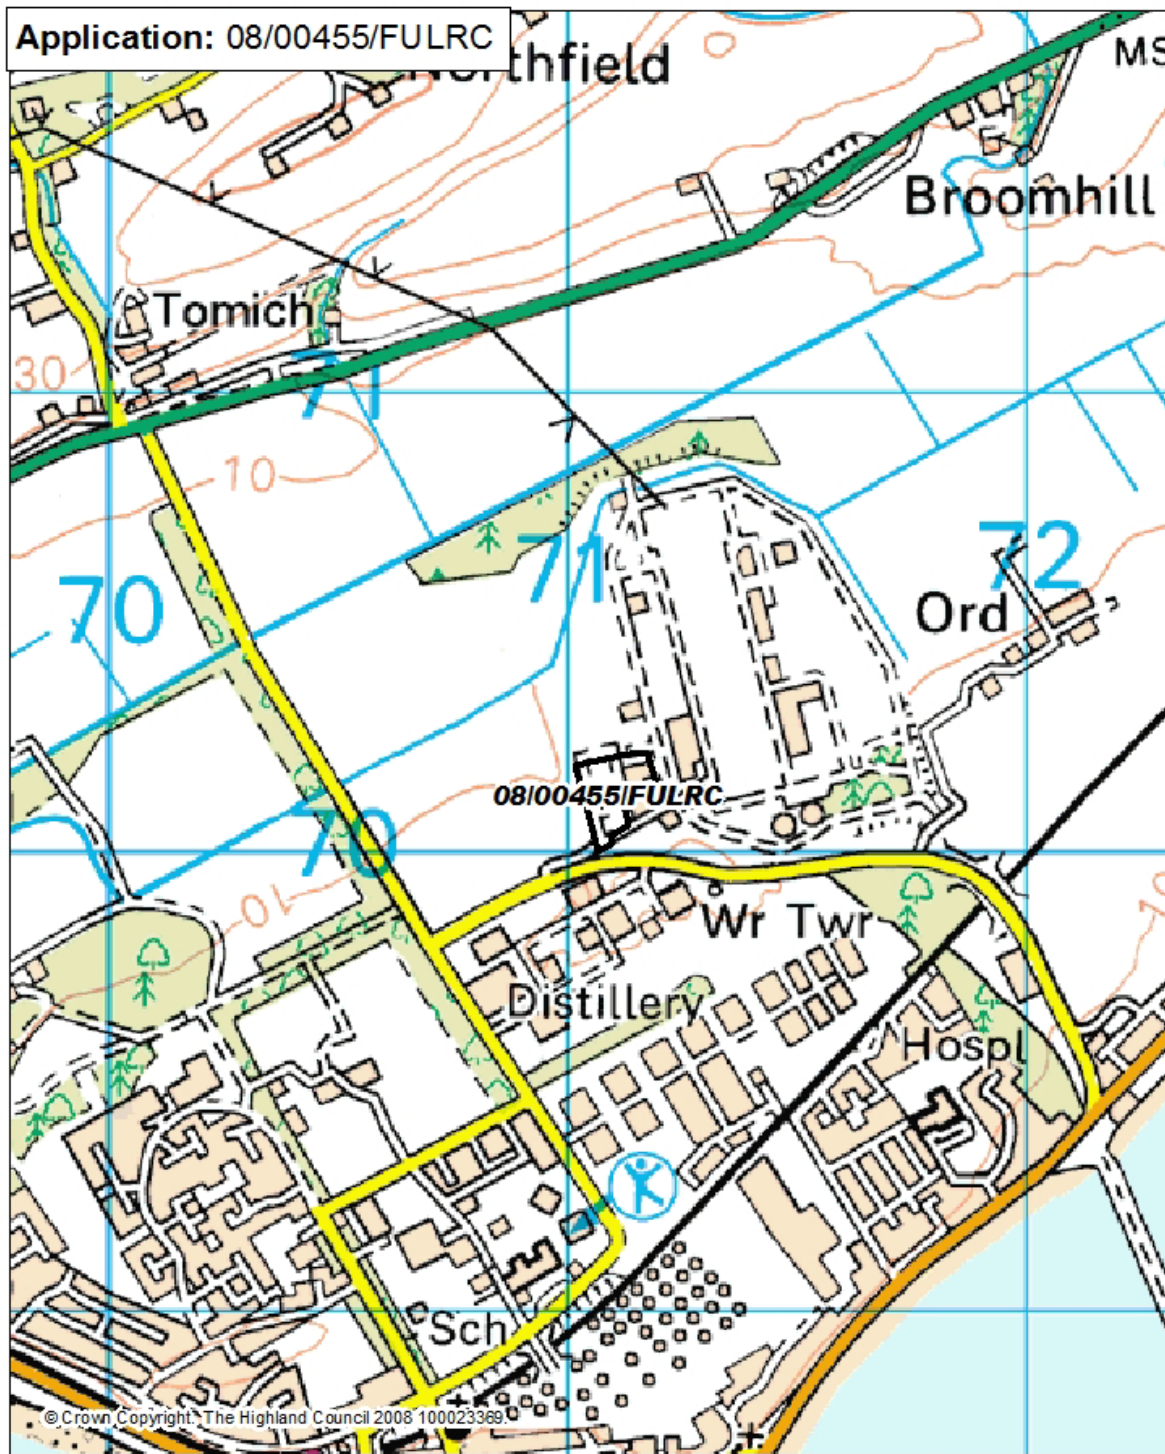 Application: 08/00455/FULRC
Northfield
MS
Broomhill
Tomich
30
71
10
71
72
70
Ord
08/00455/FULRC
70
10
10
Wr Twr
Distillery
Hospl
Sch
© Crown Copyright. The Highland Council 2008 100023369.